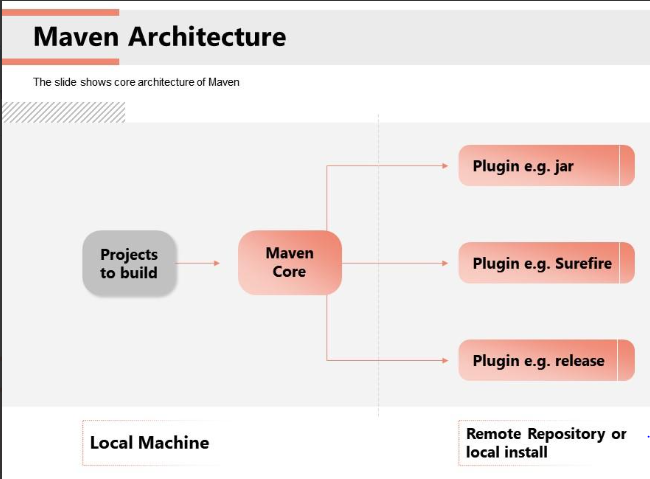 Maven Architecture
The slide shows core architecture of Maven
Projects
to build
Maven
Core
Plugin e.g. jar
Plugin e.g. Surefire
Plugin e.g. release
Local Machine
Remote Repository or
local install